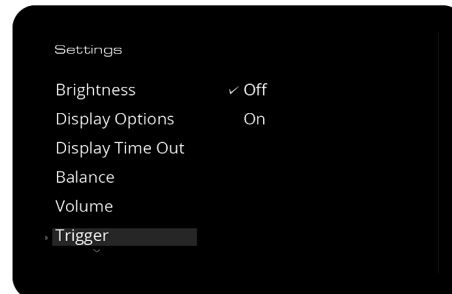 Settings
Brightness ✓ Off
Display Options On
Display Time Out
Balance
Volume
Trigger